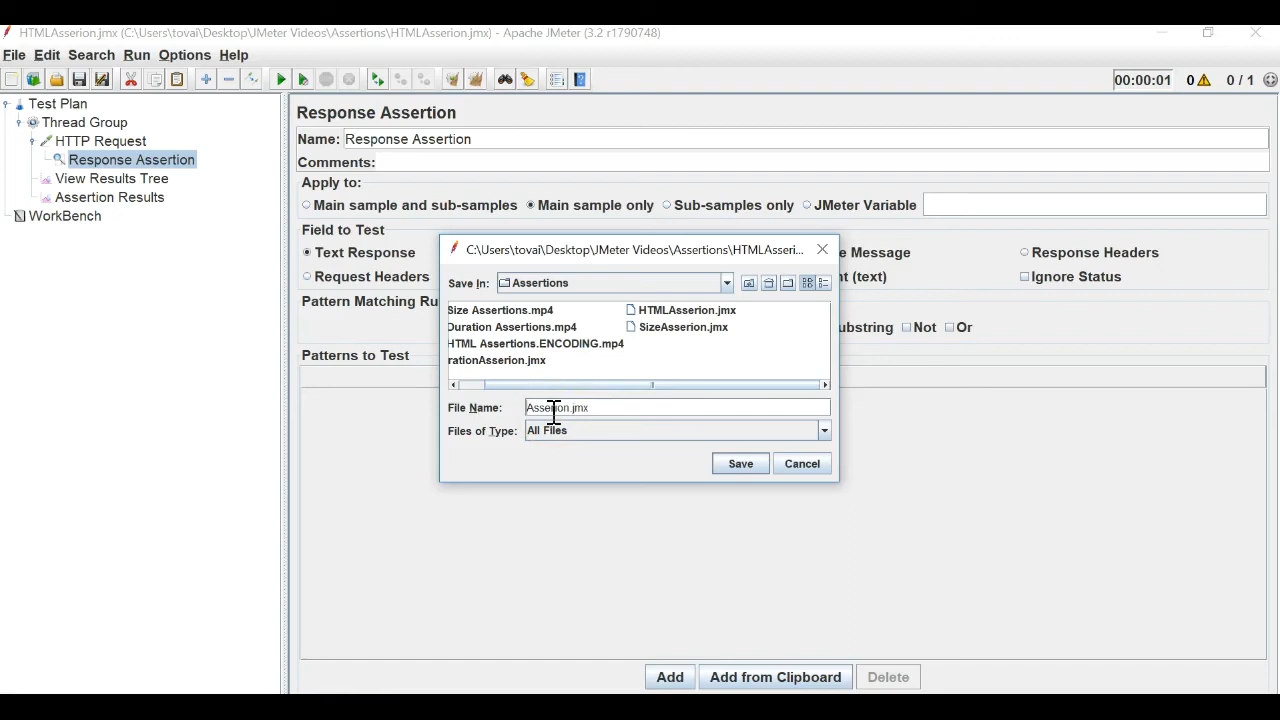 HTMLAsserion.jmx (C:\Users\tovai\Desktop\JMeter Videos\Assertions\HTMLAsserion.jmx) - Apache JMeter (3.2 r1790748)
File Edit Search Run Options Help
00:00:01 0 0 / 1
Test Plan
Thread Group
HTTP Request
Response Assertion
View Results Tree
Assertion Results
WorkBench
Response Assertion
Name: Response Assertion
Comments:
Apply to:
Main sample and sub-samples Main sample only Sub-samples only JMeter Variable
Field to Test
Text Response e Message Response Headers
Request Headers t (text) Ignore Status
Pattern Matching Ru
ubstring Not Or
Patterns to Test
C:\Users\tovai\Desktop\JMeter Videos\Assertions\HTMLAsseri...
Save In: Assertions
Size Assertions.mp4 HTMLAsserion.jmx
Duration Assertions.mp4 SizeAsserion.jmx
HTML Assertions.ENCODING.mp4
rationAsserion.jmx
File Name: Asserion.jmx
Files of Type: All Files
Save Cancel
Add Add from Clipboard Delete